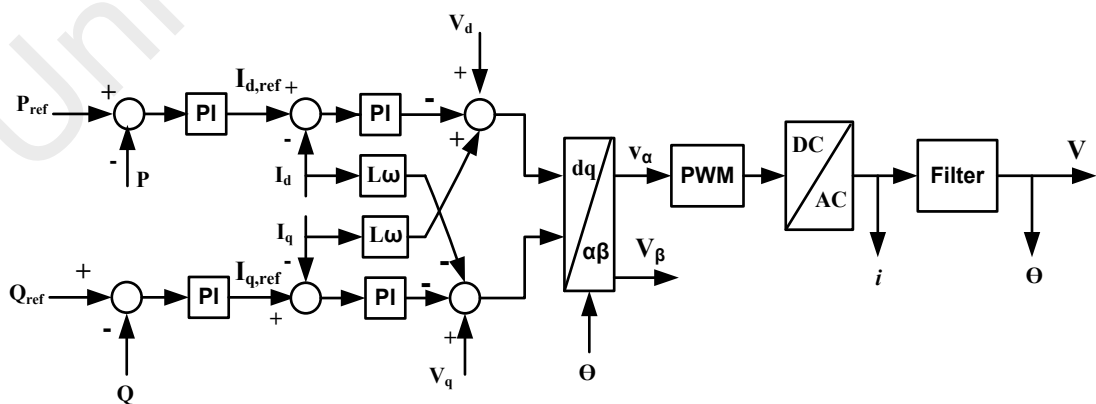 Uni
V_d
+
I_d,ref
+
+
-
P_ref
PI
PI
-
-
+
P
I_d
Lω
I_q
Lω
dq
αβ
v_α
V_β
PWM
DC
AC
Filter
V
i
Θ
+
-
I_q,ref
-
Q_ref
PI
PI
-
-
+
+
Q
V_q
Θ